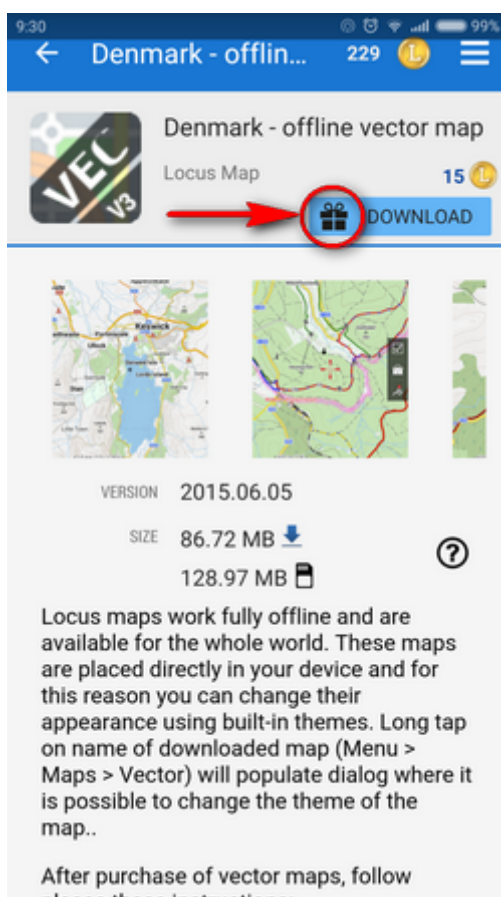 9:30 99%
Denmark - offlin... 229 L
Denmark - offline vector map
VEC
V3
Locus Map
15 L
DOWNLOAD
Keswick
VERSION 2015.06.05
SIZE 86.72 MB
128.97 MB
?
Locus maps work fully offline and are
available for the whole world. These maps
are placed directly in your device and for
this reason you can change their
appearance using built-in themes. Long tap
on name of downloaded map (Menu >
Maps > Vector) will populate dialog where it
is possible to change the theme of the
map..
After purchase of vector maps, follow
please these instructions: